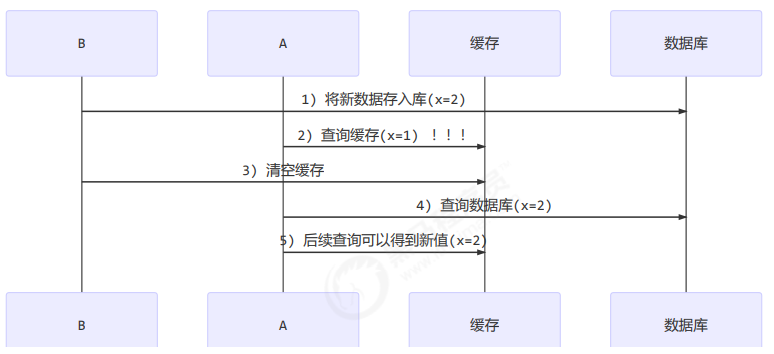 B A 缓存 数据库
1) 将新数据存入库(x=2)
2) 查询缓存(x=1) ！！！
3) 清空缓存
4) 查询数据库(x=2)
5) 后续查询可以得到新值(x=2)
B A 缓存 数据库